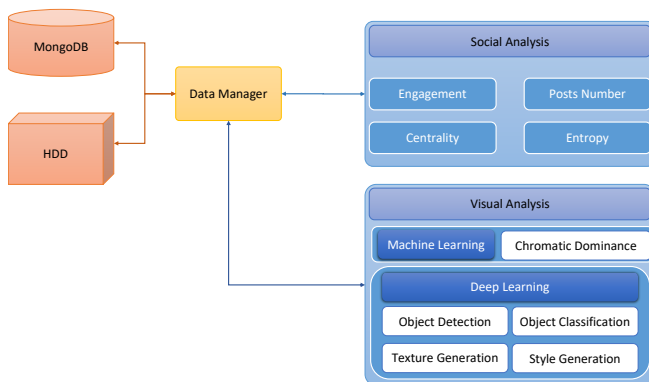 MongoDB
HDD
Data Manager
Social Analysis
Engagement
Posts Number
Centrality
Entropy
Visual Analysis
Machine Learning
Chromatic Dominance
Deep Learning
Object Detection
Object Classification
Texture Generation
Style Generation